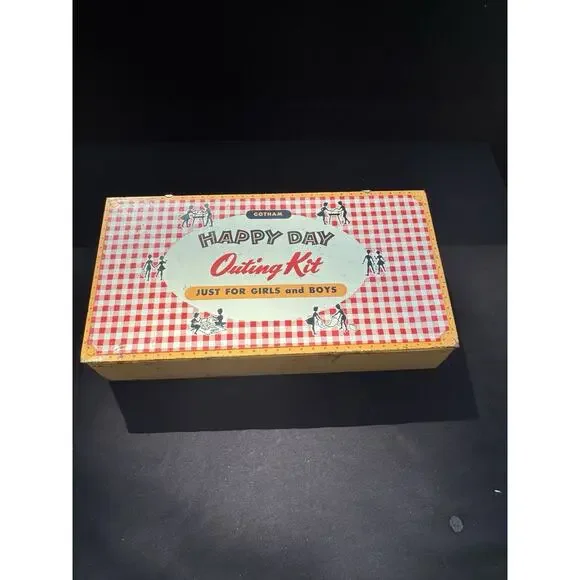 GOTHAM
HAPPY DAY
Outing Kit
JUST FOR GIRLS and BOYS